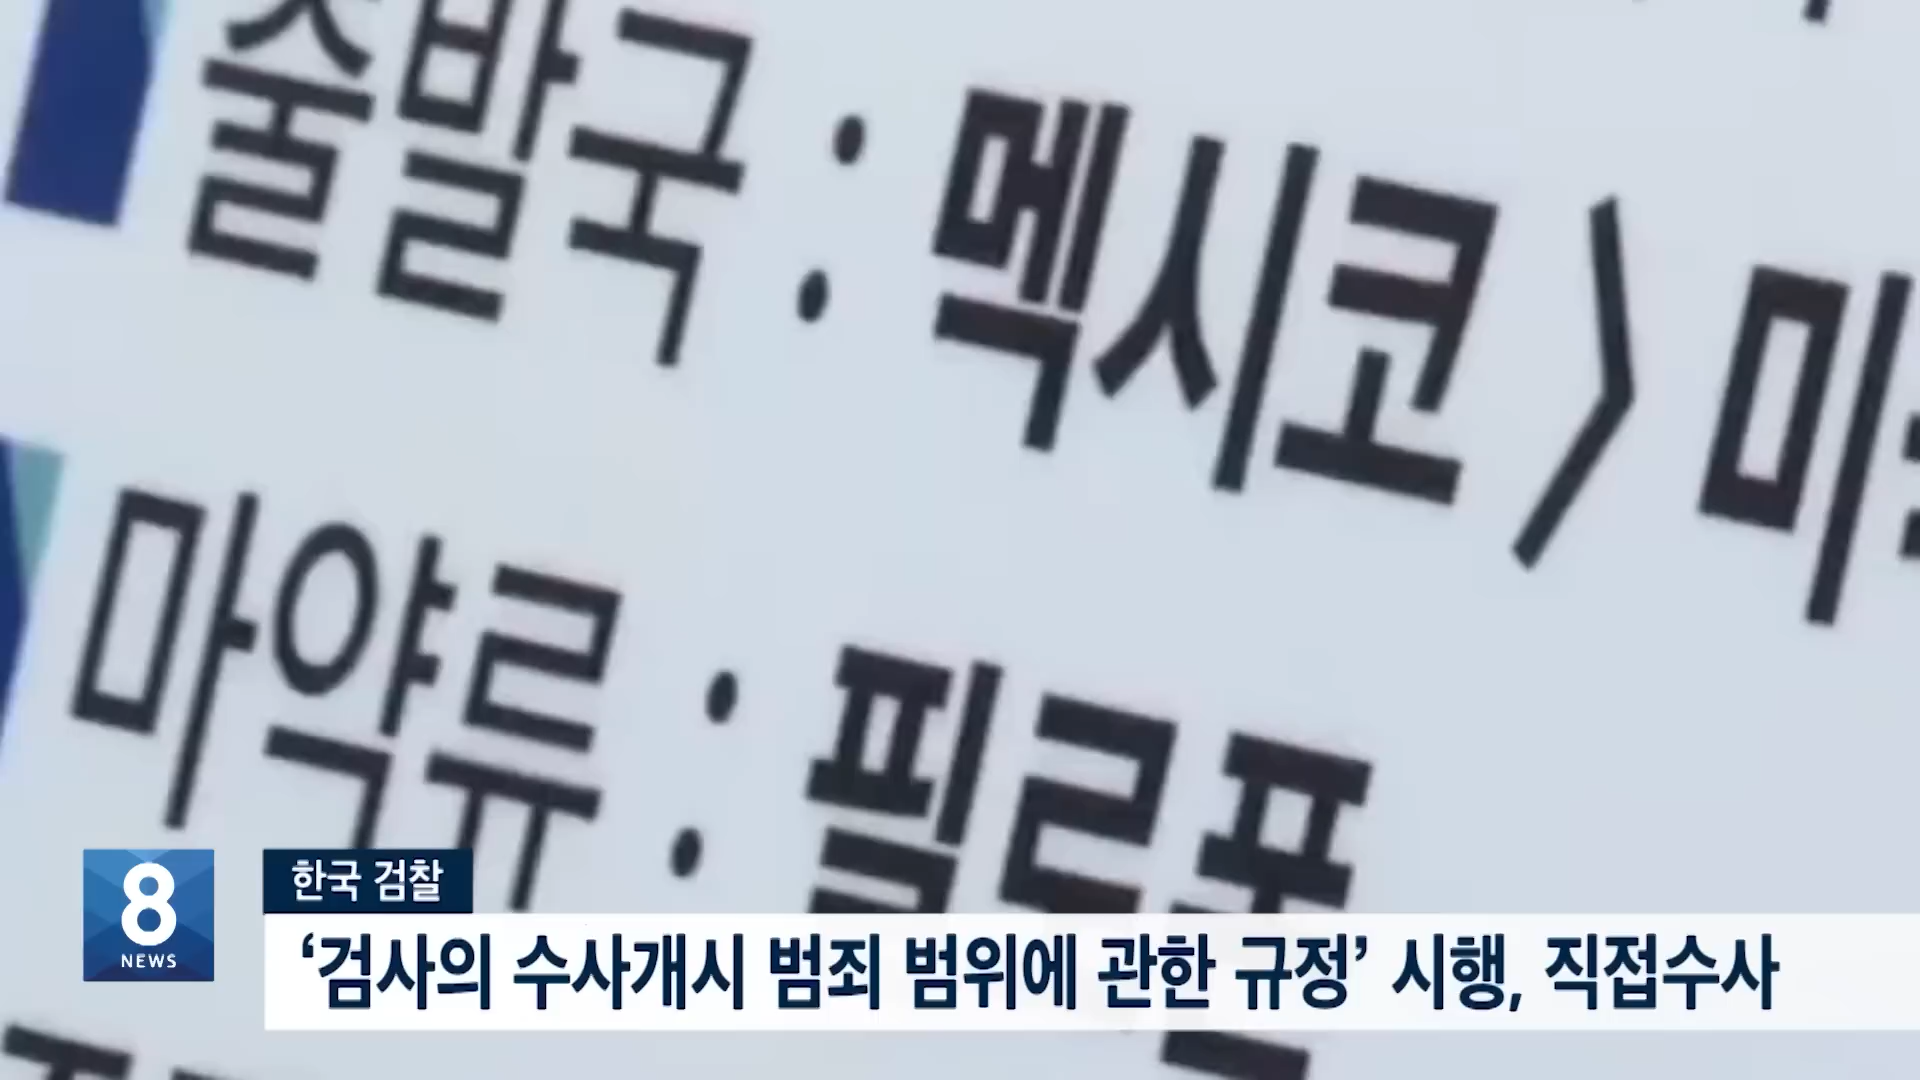 출발국 : 멕시코 > 미
마약류 : 필로폰
8
NEWS
한국 검찰
‘검사의 수사개시 범죄 범위에 관한 규정’ 시행, 직접수사